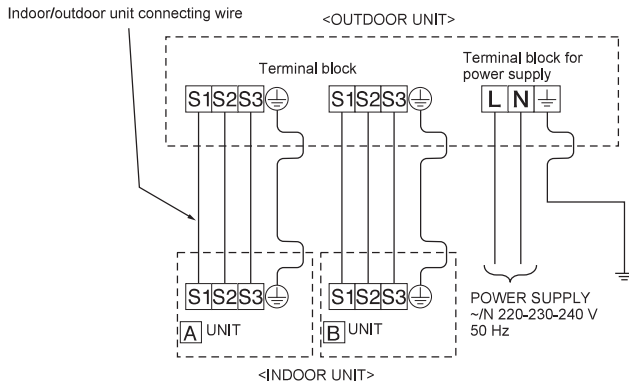 Indoor/outdoor unit connecting wire
<OUTDOOR UNIT>
Terminal block
Terminal block for
power supply
S1 S2 S3
S1 S2 S3
L N
S1 S2 S3
A UNIT
S1 S2 S3
B UNIT
POWER SUPPLY
~/N 220-230-240 V
50 Hz
<INDOOR UNIT>